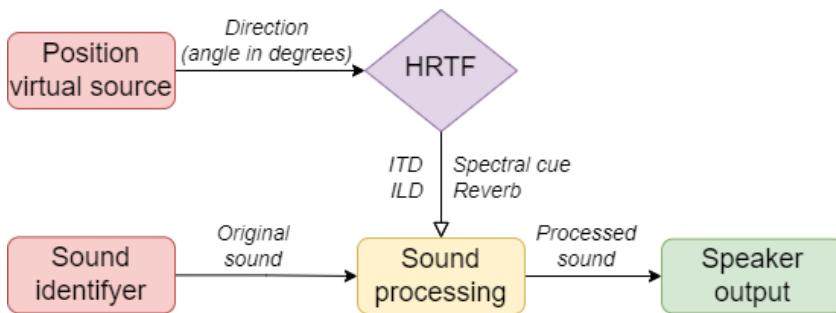 Position
virtual source
Direction
(angle in degrees)
HRTF
ITD
ILD
Spectral cue
Reverb
Sound
identifyer
Original
sound
Sound
processing
Processed
sound
Speaker
output